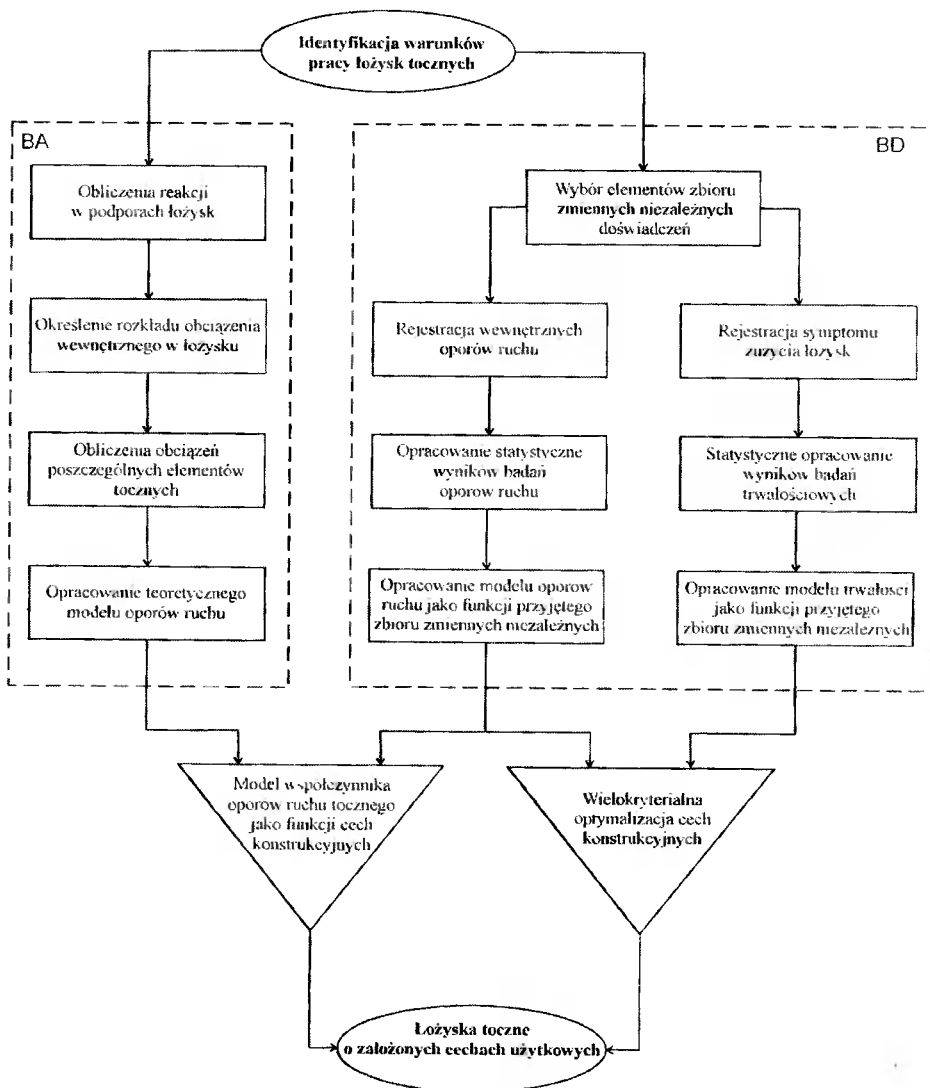 Identyfikacja warunków
pracy łożysk tocznych
BA
BD
Obliczenia reakcji
w podporach łożysk
Określenie rozkładu obciążenia
wewnętrznego w łożysku
Obliczenia obciążeń
poszczególnych elementów
tocznych
Opracowanie teoretycznego
modelu oporów ruchu
Wybór elementów zbioru
zmiennych niezależnych
doświadczeń
Rejestracja wewnętrznych
oporów ruchu
Opracowanie statystyczne
wyników badań
oporow ruchu
Opracowanie modelu oporow
ruchu jako funkcji przyjętego
zbioru zmiennych niezależnych
Rejestracja symptomu
zużycia łożysk
Statystyczne opracowanie
wyników badań
trwałościowych
Opracowanie modelu trwałości
jako funkcji przyjętego
zbioru zmiennych niezależnych
Model współczynnika
oporow ruchu tocznego
jako funkcji cech
konstrukcyjnych
Wielokryterialna
optymalizacja cech
konstrukcyjnych
Łożyska toczne
o założonych cechach użytkowych